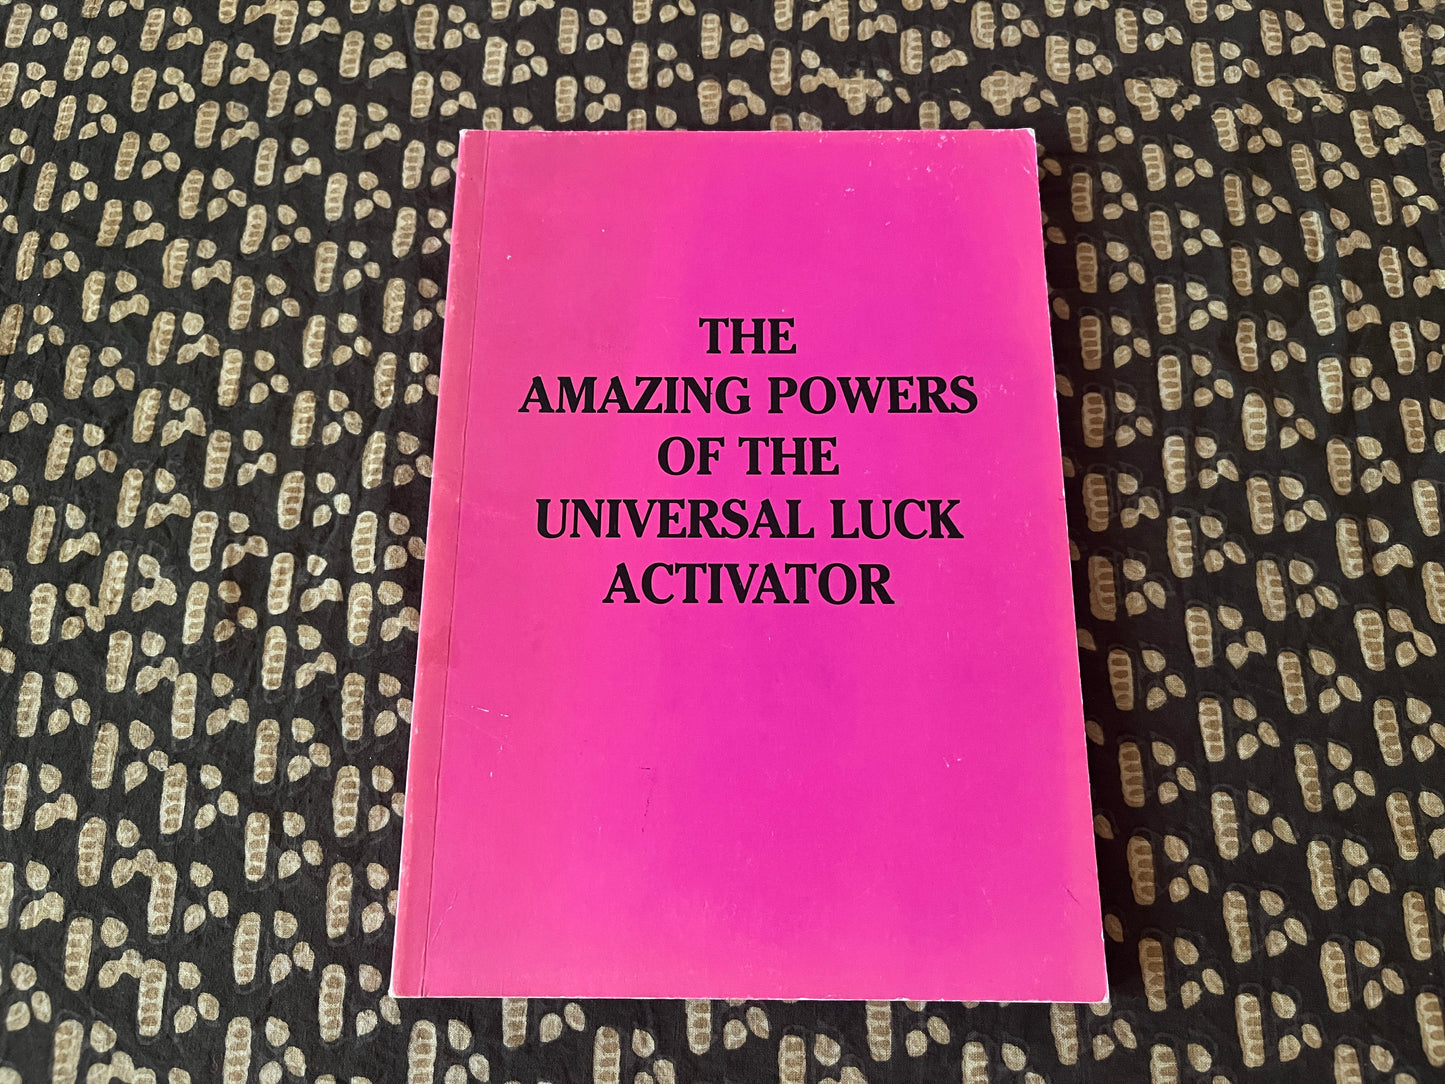 THE
AMAZING POWERS
OF THE
UNIVERSAL LUCK
ACTIVATOR